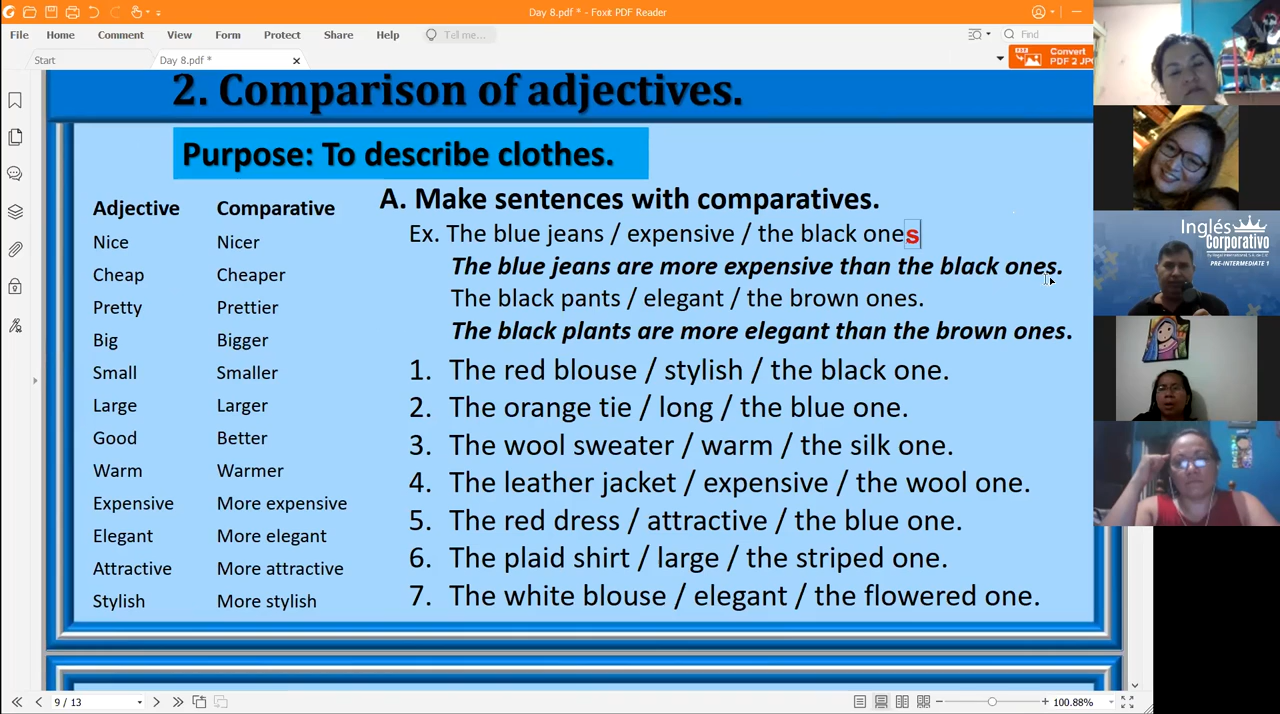 Day 8.pdf * - Foxit PDF Reader
File Home Comment View Form Protect Share Help Tell me... Find
Start Day 8.pdf *
Convert
PDF 2 JPG
2. Comparison of adjectives.
Purpose: To describe clothes.
Adjective Comparative
Nice Nicer
Cheap Cheaper
Pretty Prettier
Big Bigger
Small Smaller
Large Larger
Good Better
Warm Warmer
Expensive More expensive
Elegant More elegant
Attractive More attractive
Stylish More stylish
A. Make sentences with comparatives.
Ex. The blue jeans / expensive / the black ones
The blue jeans are more expensive than the black ones.
The black pants / elegant / the brown ones.
The black plants are more elegant than the brown ones.
1. The red blouse / stylish / the black one.
2. The orange tie / long / the blue one.
3. The wool sweater / warm / the silk one.
4. The leather jacket / expensive / the wool one.
5. The red dress / attractive / the blue one.
6. The plaid shirt / large / the striped one.
7. The white blouse / elegant / the flowered one.
Inglés
Corporativo
PRE-INTERMEDIATE 1
9 / 13
100.88%